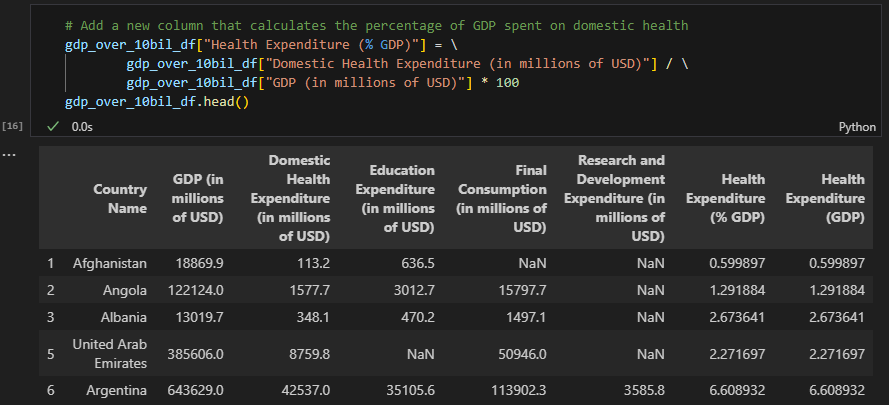 # Add a new column that calculates the percentage of GDP spent on domestic health
gdp_over_10bil_df["Health Expenditure (% GDP)"] = \
gdp_over_10bil_df["Domestic Health Expenditure (in millions of USD)"] / \
gdp_over_10bil_df["GDP (in millions of USD)"] * 100
gdp_over_10bil_df.head()
[16] ✓ 0.0s Python
...
Country Name
GDP (in millions of USD)
Domestic Health Expenditure (in millions of USD)
Education Expenditure (in millions of USD)
Final Consumption (in millions of USD)
Research and Development Expenditure (in millions of USD)
Health Expenditure (% GDP)
Health Expenditure (GDP)
1 Afghanistan 18869.9 113.2 636.5 NaN NaN 0.599897 0.599897
2 Angola 122124.0 1577.7 3012.7 15797.7 NaN 1.291884 1.291884
3 Albania 13019.7 348.1 470.2 1497.1 NaN 2.673641 2.673641
5 United Arab Emirates 385606.0 8759.8 NaN 50946.0 NaN 2.271697 2.271697
6 Argentina 643629.0 42537.0 35105.6 113902.3 3585.8 6.608932 6.608932